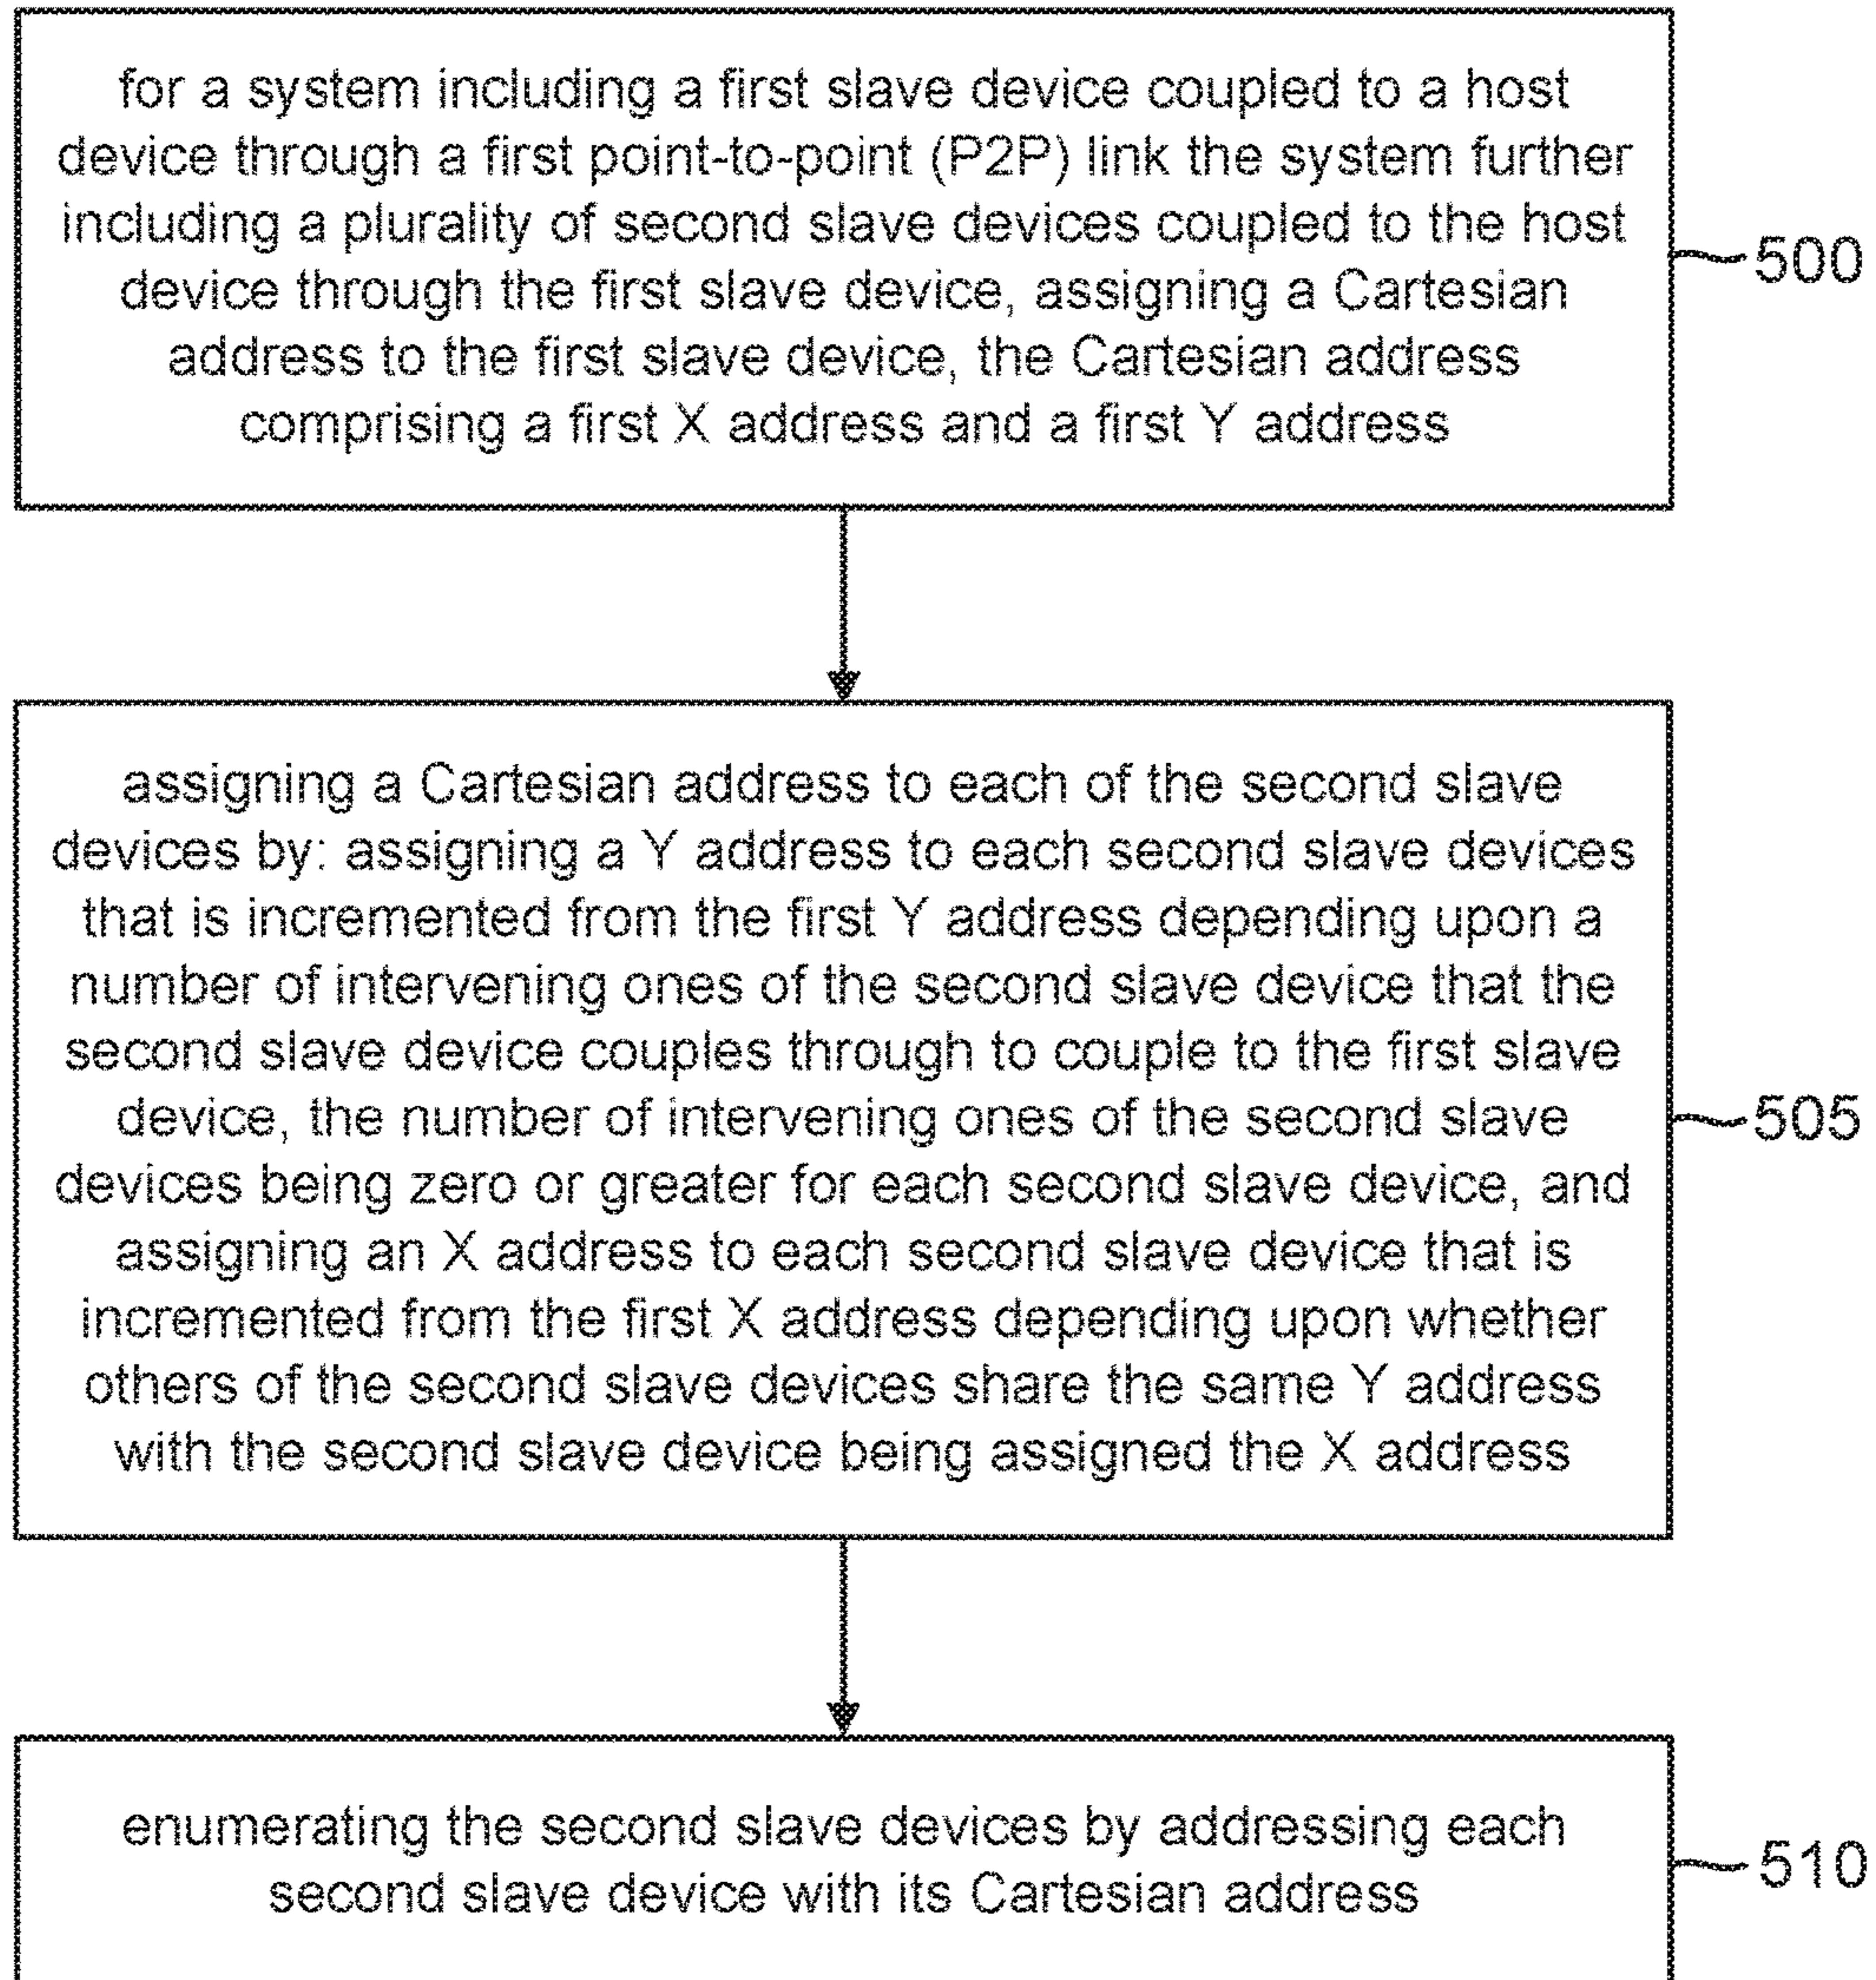 for a system including a first slave device coupled to a host
device through a first point-to-point (P2P) link the system further
including a plurality of second slave devices coupled to the host
device through the first slave device, assigning a Cartesian
address to the first slave device, the Cartesian address
comprising a first X address and a first Y address
500
assigning a Cartesian address to each of the second slave
devices by: assigning a Y address to each second slave devices
that is incremented from the first Y address depending upon a
number of intervening ones of the second slave device that the
second slave device couples through to couple to the first slave
device, the number of intervening ones of the second slave
devices being zero or greater for each second slave device, and
assigning an X address to each second slave device that is
incremented from the first X address depending upon whether
others of the second slave devices share the same Y address
with the second slave device being assigned the X address
505
enumerating the second slave devices by addressing each
second slave device with its Cartesian address
510